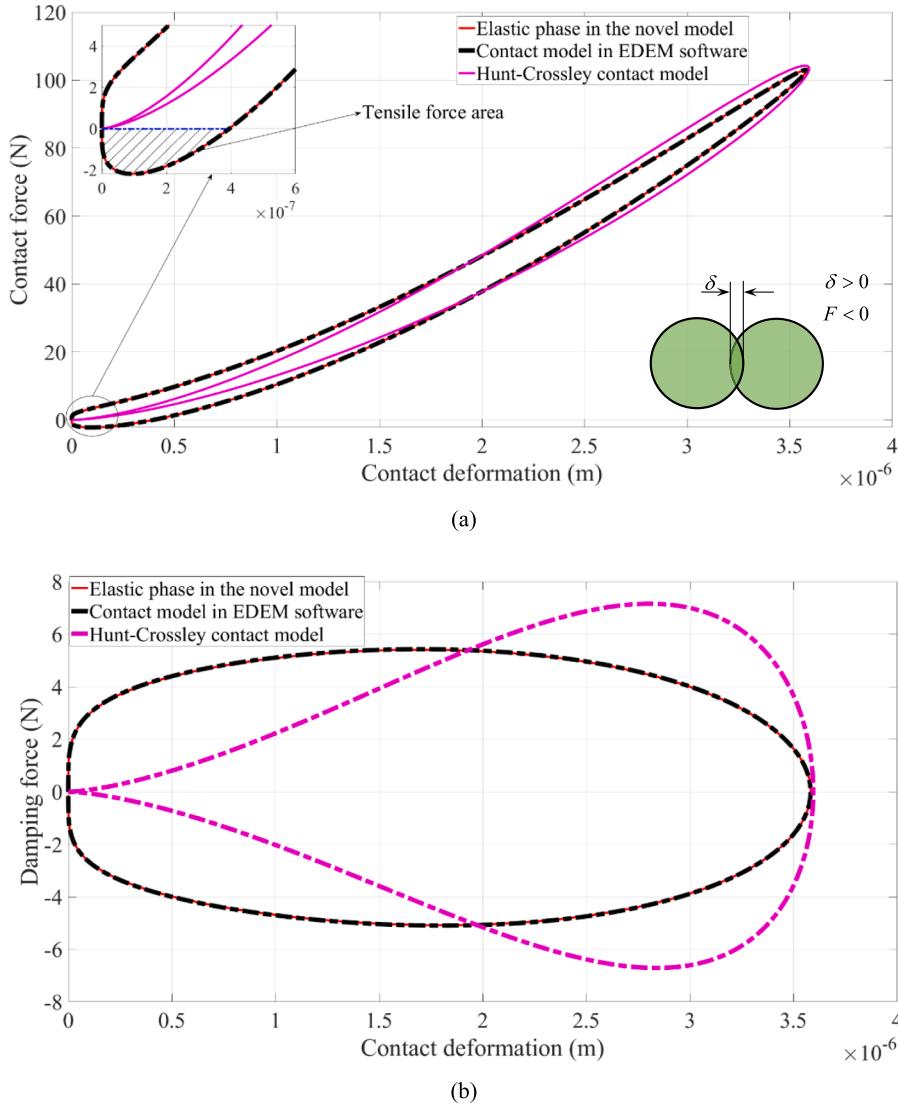 120
100
80
60
40
20
0
Contact force (N)
4
2
0
-2
0
2
4
6
×10⁻⁷
Tensile force area
Elastic phase in the novel model
Contact model in EDEM software
Hunt-Crossley contact model
δ
δ > 0
F < 0
0
0.5
1
1.5
2
2.5
3
3.5
4
Contact deformation (m)
×10⁻⁶
(a)
8
6
4
2
0
-2
-4
-6
-8
Damping force (N)
Elastic phase in the novel model
Contact model in EDEM software
Hunt-Crossley contact model
0
0.5
1
1.5
2
2.5
3
3.5
4
Contact deformation (m)
×10⁻⁶
(b)